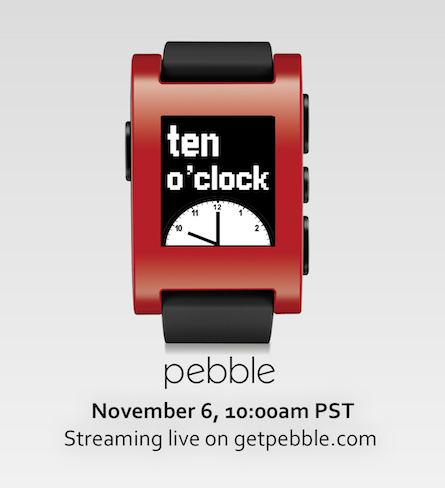 ten
o'clock
10 11 12 1 2
pebble
November 6, 10:00am PST
Streaming live on getpebble.com